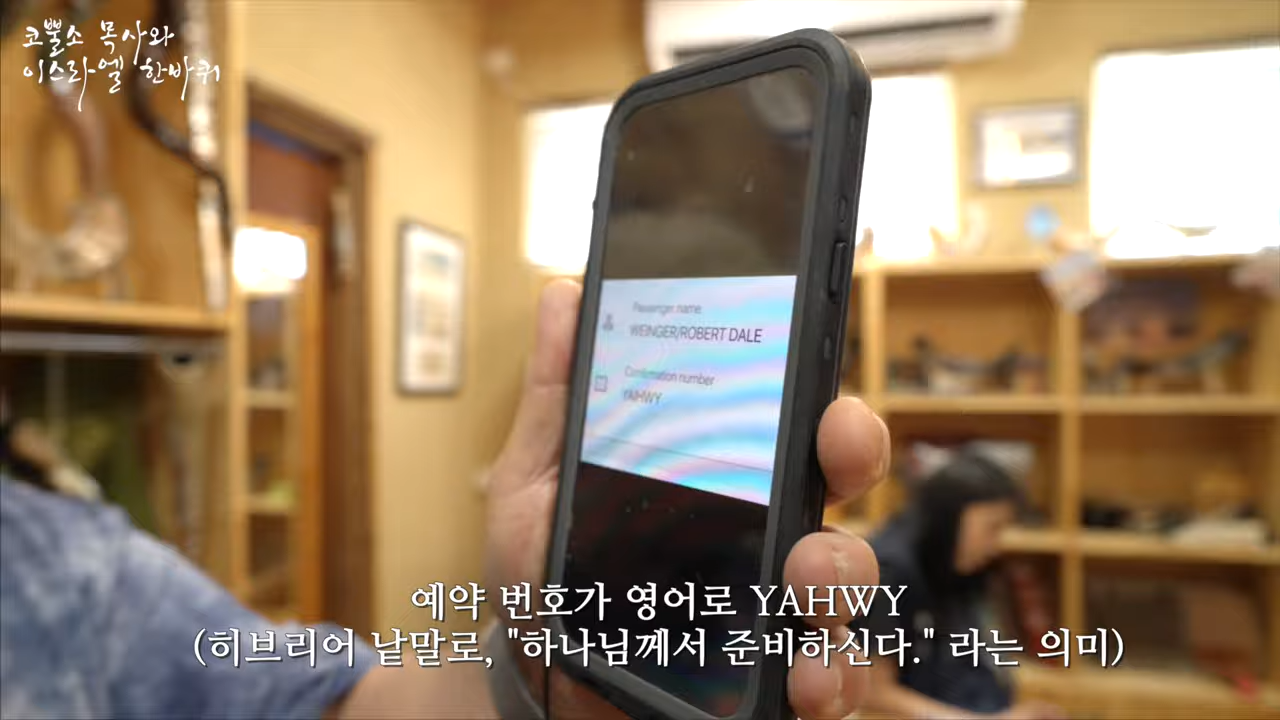 코뿔소 목사와
이스라엘 한바퀴
Passenger name
WEINGER/ROBERT DALE
Confirmation number
YAHWY
예약 번호가 영어로 YAHWY
(히브리어 낱말로, "하나님께서 준비하신다." 라는 의미)